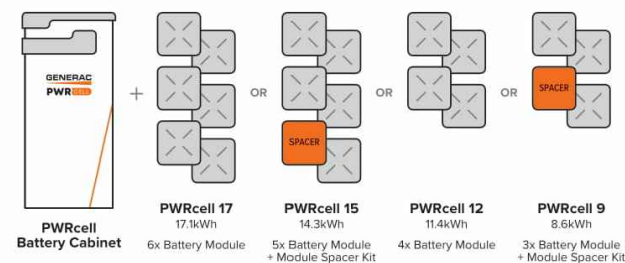 GENERAC
PWRCELL
+
OR
SPACER
OR
OR
SPACER
PWRcell
Battery Cabinet
PWRcell 17
17.1kWh
6x Battery Module
PWRcell 15
14.3kWh
5x Battery Module
+ Module Spacer Kit
PWRcell 12
11.4kWh
4x Battery Module
PWRcell 9
8.6kWh
3x Battery Module
+ Module Spacer Kit